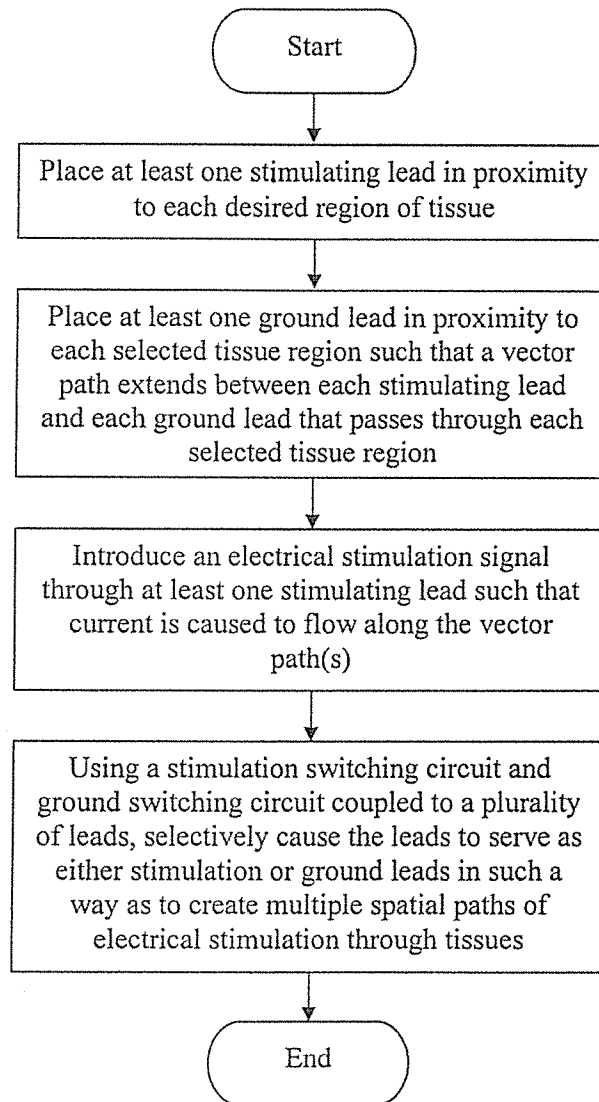 Start
Place at least one stimulating lead in proximity
to each desired region of tissue
Place at least one ground lead in proximity to
each selected tissue region such that a vector
path extends between each stimulating lead
and each ground lead that passes through each
selected tissue region
Introduce an electrical stimulation signal
through at least one stimulating lead such that
current is caused to flow along the vector
path(s)
Using a stimulation switching circuit and
ground switching circuit coupled to a plurality
of leads, selectively cause the leads to serve as
either stimulation or ground leads in such a
way as to create multiple spatial paths of
electrical stimulation through tissues
End